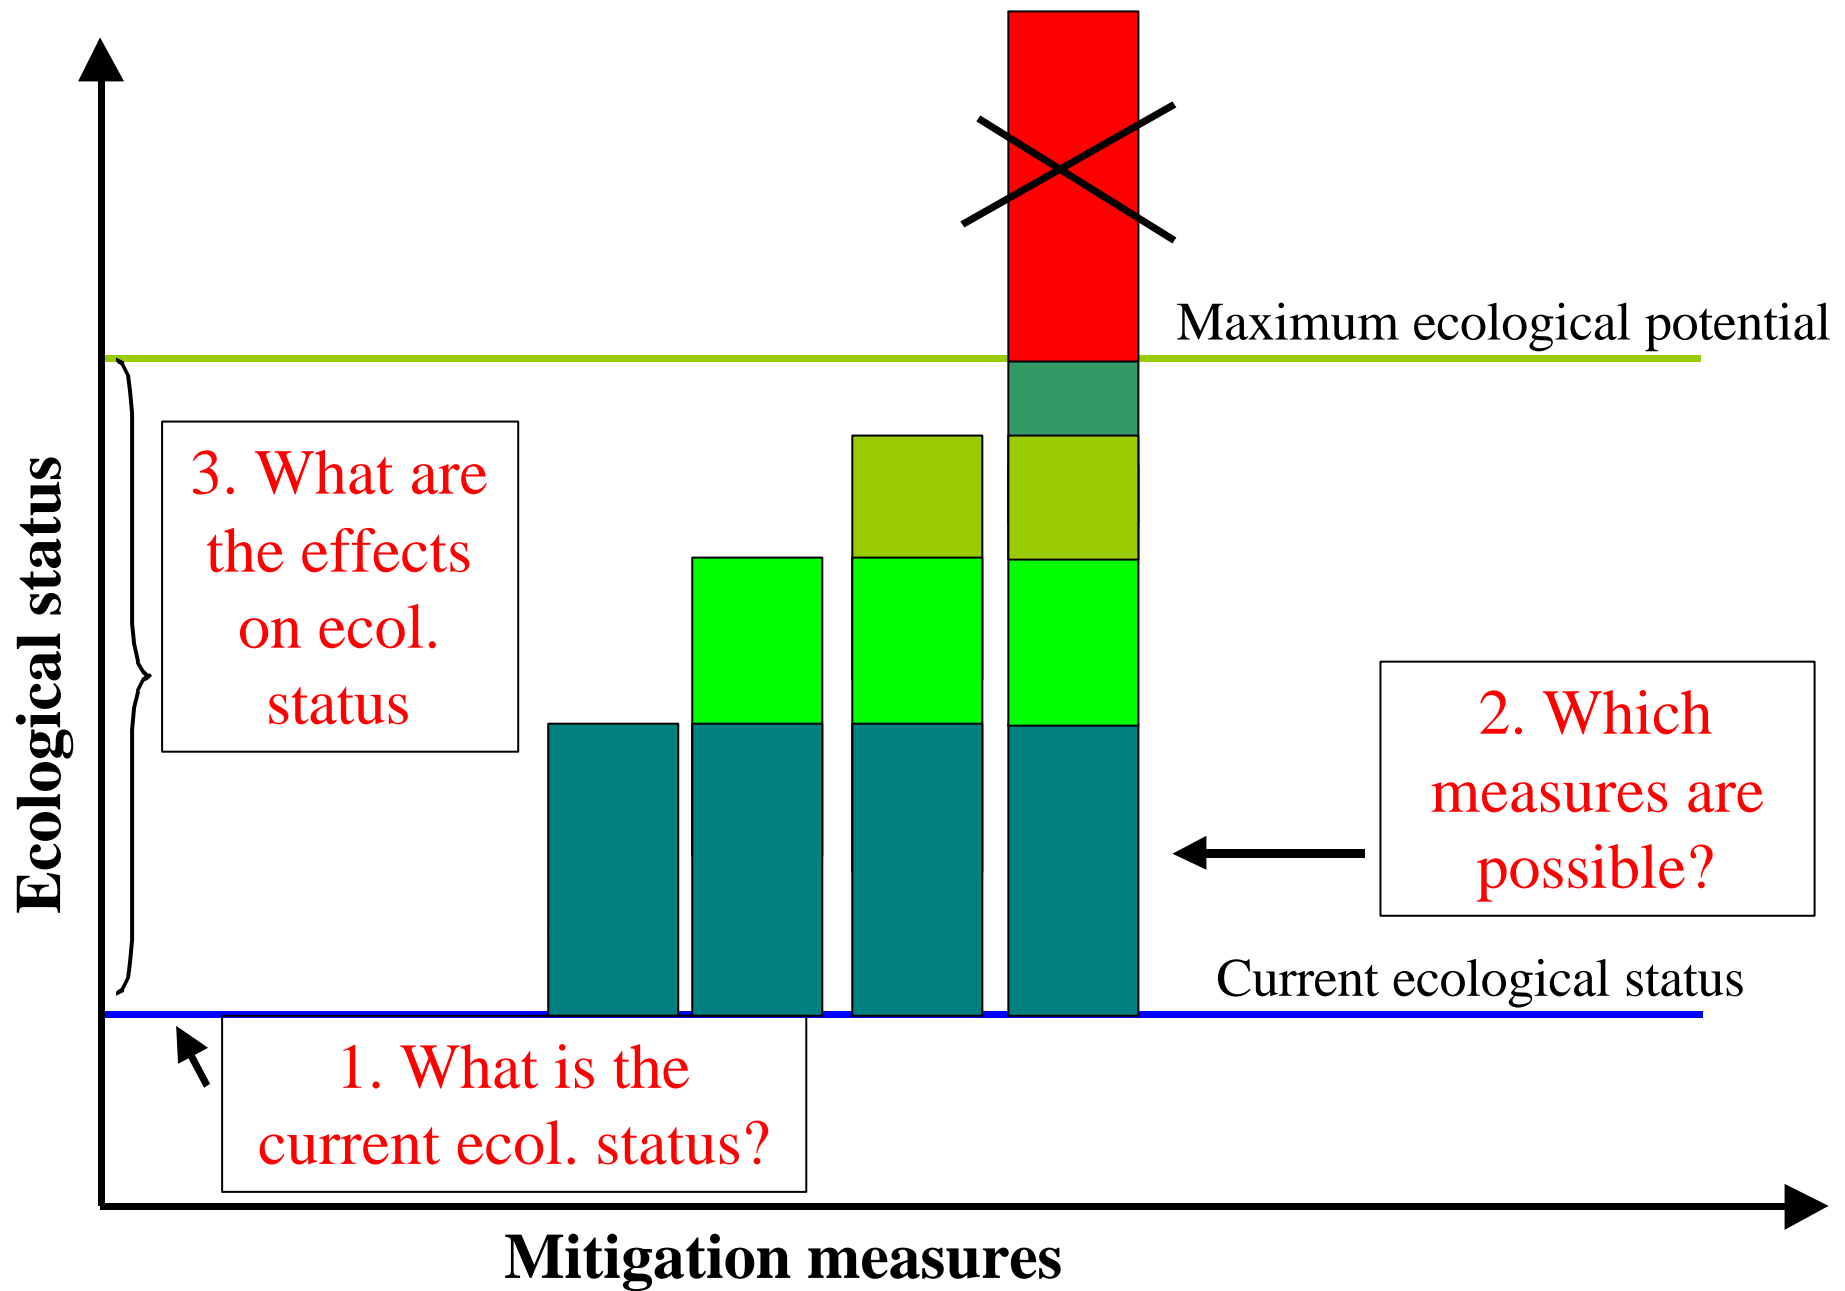 Maximum ecological potential
3. What are
the effects
on ecol.
status
Ecological status
2. Which
measures are
possible?
Current ecological status
1. What is the
current ecol. status?
Mitigation measures